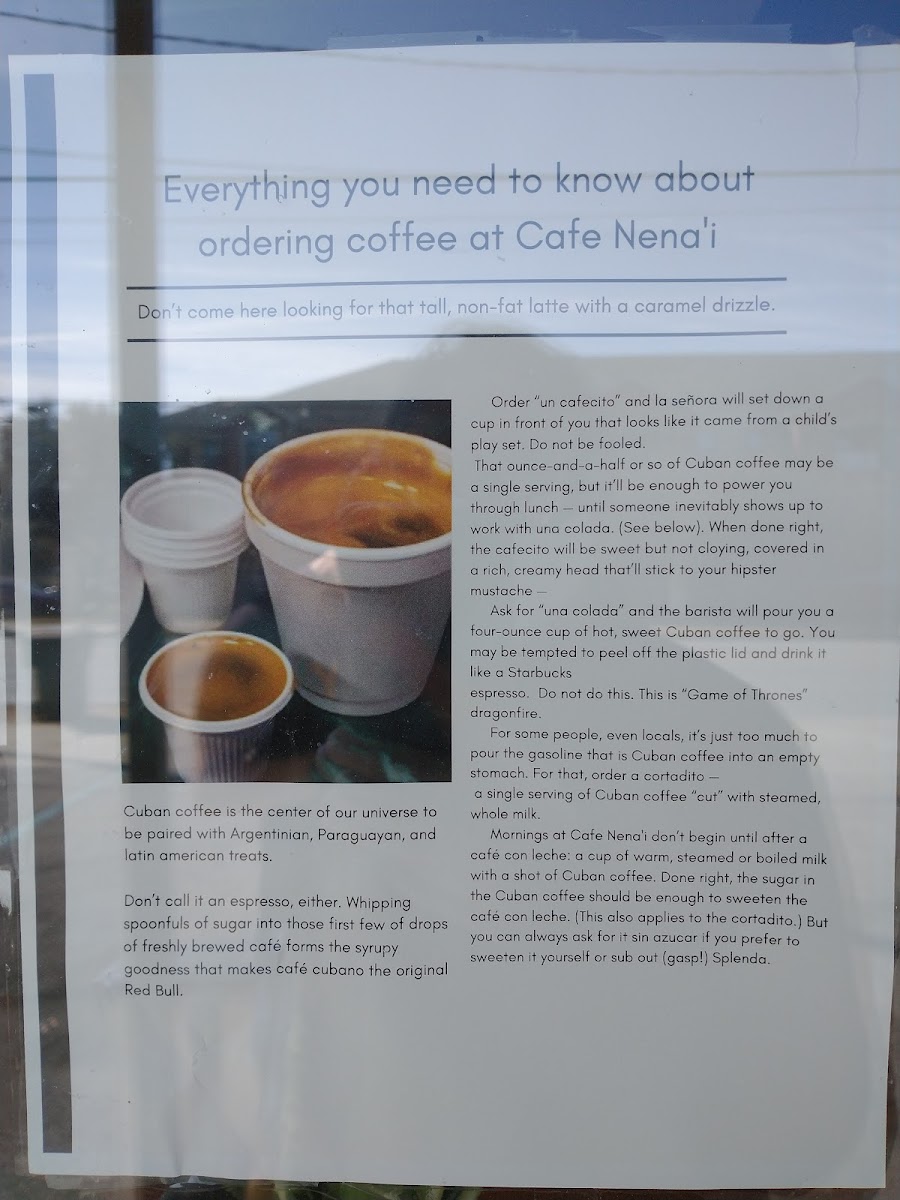 Everything you need to know about
ordering coffee at Cafe Nena'i
Don't come here looking for that tall, non-fat latte with a caramel drizzle.
Cuban coffee is the center of our universe to
be paired with Argentinian, Paraguayan, and
latin american treats.
Don't call it an espresso, either. Whipping
spoonfuls of sugar into those first few of drops
of freshly brewed café forms the syrupy
goodness that makes café cubano the original
Red Bull.
Order “un cafecito” and la señora will set down a
cup in front of you that looks like it came from a child's
play set. Do not be fooled.
That ounce-and-a-half or so of Cuban coffee may be
a single serving, but it'll be enough to power you
through lunch — until someone inevitably shows up to
work with una colada. (See below). When done right,
the cafecito will be sweet but not cloying, covered in
a rich, creamy head that'll stick to your hipster
mustache —
Ask for “una colada” and the barista will pour you a
four-ounce cup of hot, sweet Cuban coffee to go. You
may be tempted to peel off the plastic lid and drink it
like a Starbucks
espresso. Do not do this. This is “Game of Thrones”
dragonfire.
For some people, even locals, it's just too much to
pour the gasoline that is Cuban coffee into an empty
stomach. For that, order a cortadito —
a single serving of Cuban coffee “cut” with steamed,
whole milk.
Mornings at Cafe Nena'i don't begin until after a
café con leche: a cup of warm, steamed or boiled milk
with a shot of Cuban coffee. Done right, the sugar in
the Cuban coffee should be enough to sweeten the
café con leche. (This also applies to the cortadito.) But
you can always ask for it sin azucar if you prefer to
sweeten it yourself or sub out (gasp!) Splenda.